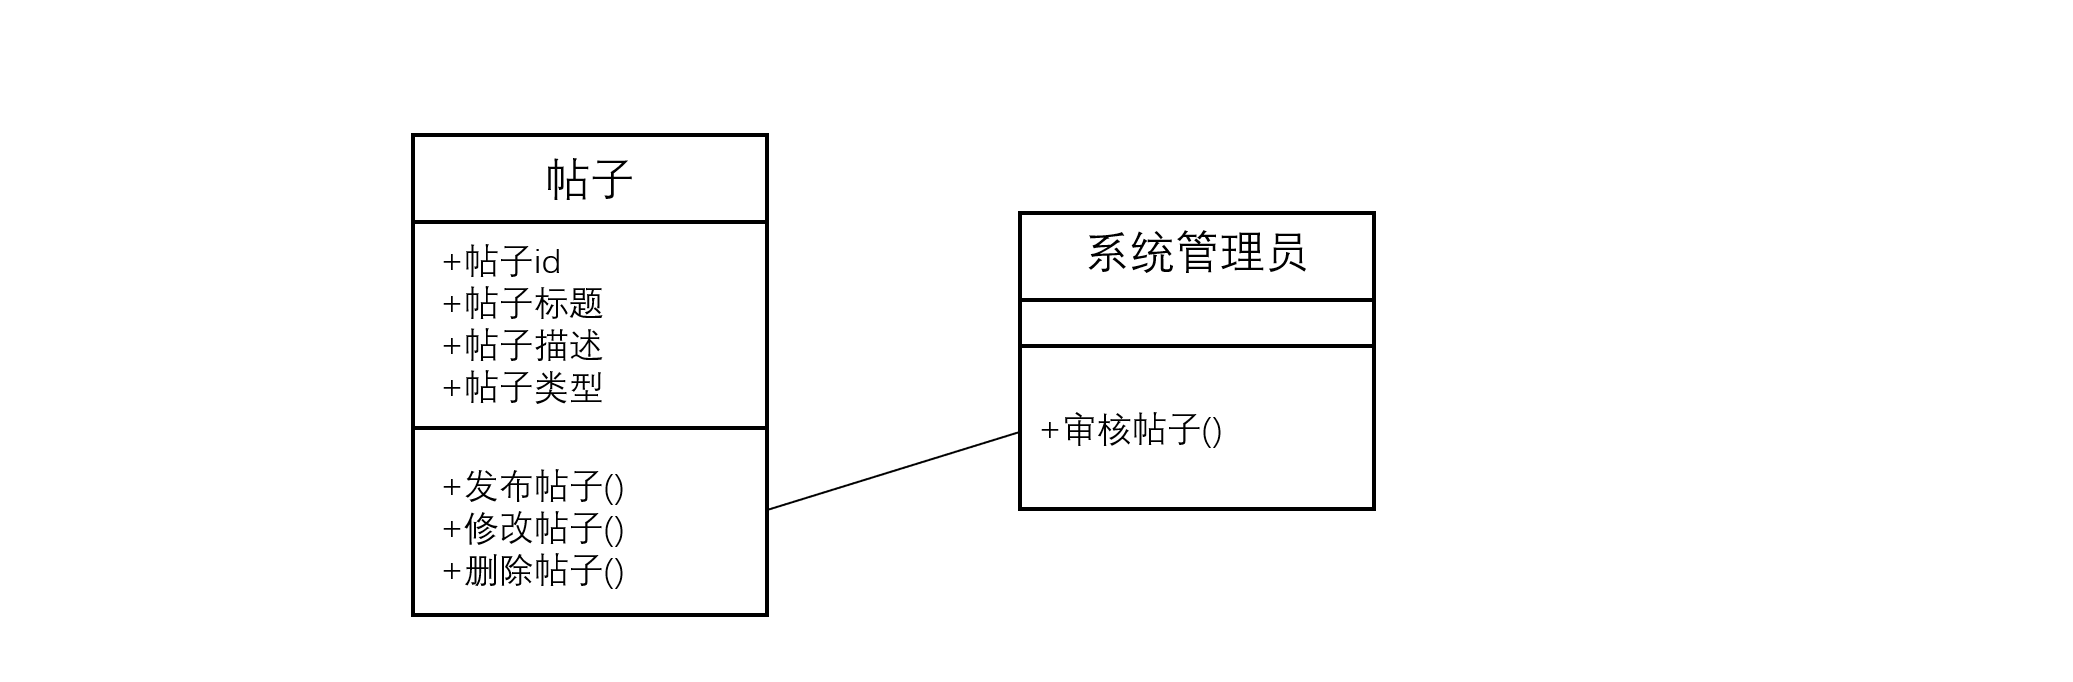 帖子
+帖子id
+帖子标题
+帖子描述
+帖子类型
+发布帖子()
+修改帖子()
+删除帖子()
系统管理员
+审核帖子()